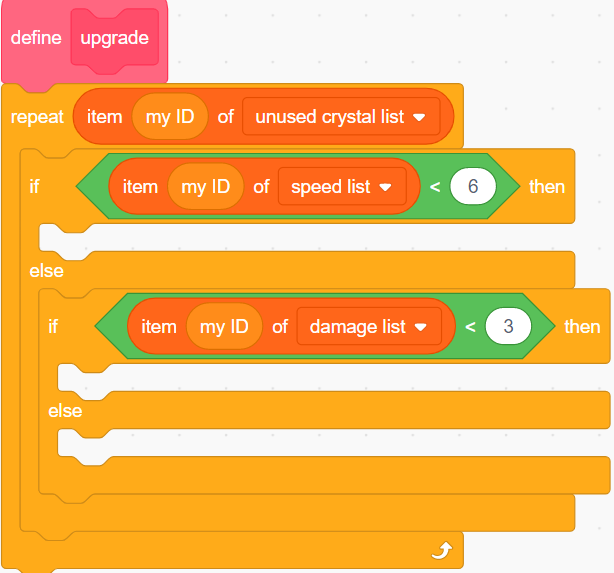 define upgrade
repeat item my ID of unused crystal list
if item my ID of speed list < 6 then
else
if item my ID of damage list < 3 then
else